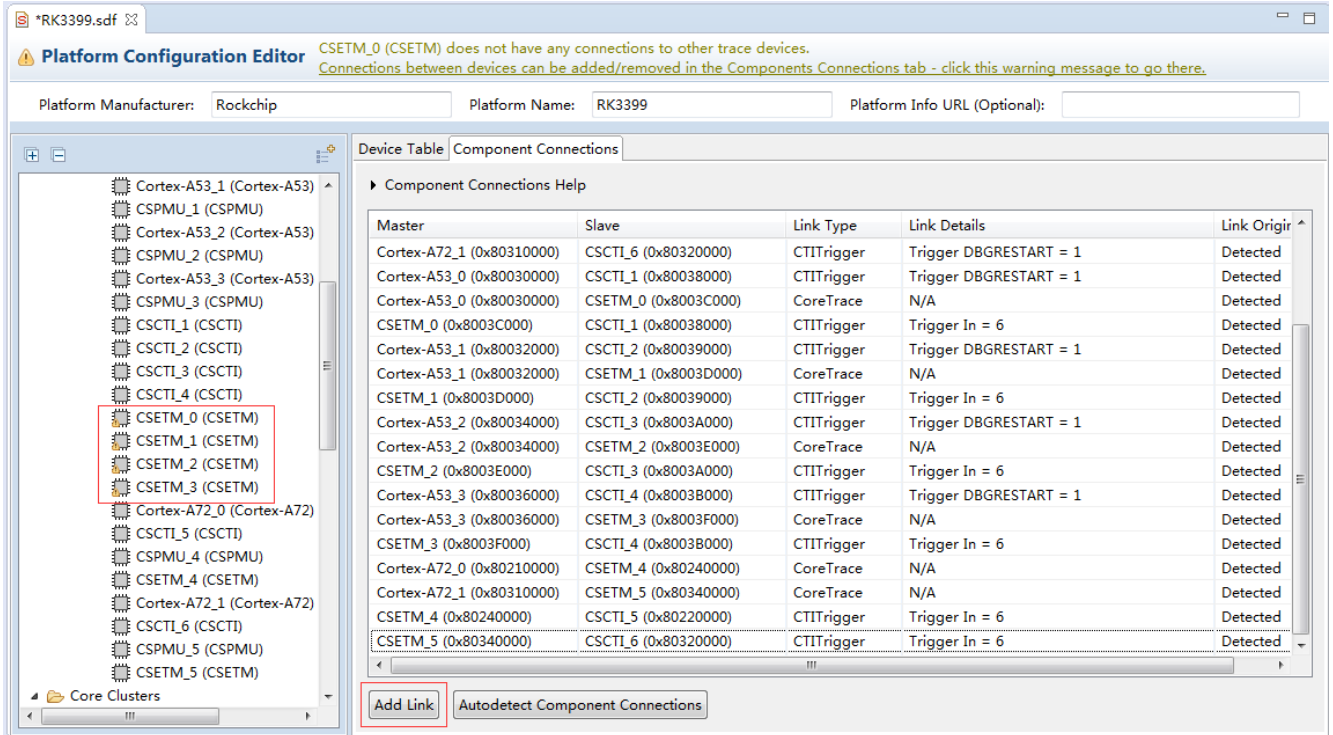 *RK3399.sdf
Platform Configuration Editor
CSETM_0 (CSETM) does not have any connections to other trace devices.
Connections between devices can be added/removed in the Components Connections tab - click this warning message to go there.
Platform Manufacturer: Rockchip Platform Name: RK3399 Platform Info URL (Optional):
Cortex-A53_1 (Cortex-A53)
CSPMU_1 (CSPMU)
Cortex-A53_2 (Cortex-A53)
CSPMU_2 (CSPMU)
Cortex-A53_3 (Cortex-A53)
CSPMU_3 (CSPMU)
CSCTI_1 (CSCTI)
CSCTI_2 (CSCTI)
CSCTI_3 (CSCTI)
CSCTI_4 (CSCTI)
CSETM_0 (CSETM)
CSETM_1 (CSETM)
CSETM_2 (CSETM)
CSETM_3 (CSETM)
Cortex-A72_0 (Cortex-A72)
CSCTI_5 (CSCTI)
CSPMU_4 (CSPMU)
CSETM_4 (CSETM)
Cortex-A72_1 (Cortex-A72)
CSCTI_6 (CSCTI)
CSPMU_5 (CSPMU)
CSETM_5 (CSETM)
Core Clusters
Device Table Component Connections
Component Connections Help
Master Slave Link Type Link Details Link Origin
Cortex-A72_1 (0x80310000) CSCTI_6 (0x80320000) CTITrigger Trigger DBGRESTART = 1 Detected
Cortex-A53_0 (0x80030000) CSCTI_1 (0x80038000) CTITrigger Trigger DBGRESTART = 1 Detected
Cortex-A53_0 (0x80030000) CSETM_0 (0x8003C000) CoreTrace N/A Detected
CSETM_0 (0x8003C000) CSCTI_1 (0x80038000) CTITrigger Trigger In = 6 Detected
Cortex-A53_1 (0x80032000) CSCTI_2 (0x80039000) CTITrigger Trigger DBGRESTART = 1 Detected
Cortex-A53_1 (0x80032000) CSETM_1 (0x8003D000) CoreTrace N/A Detected
CSETM_1 (0x8003D000) CSCTI_2 (0x80039000) CTITrigger Trigger In = 6 Detected
Cortex-A53_2 (0x80034000) CSCTI_3 (0x8003A000) CTITrigger Trigger DBGRESTART = 1 Detected
Cortex-A53_2 (0x80034000) CSETM_2 (0x8003E000) CoreTrace N/A Detected
CSETM_2 (0x8003E000) CSCTI_3 (0x8003A000) CTITrigger Trigger In = 6 Detected
Cortex-A53_3 (0x80036000) CSCTI_4 (0x8003B000) CTITrigger Trigger DBGRESTART = 1 Detected
Cortex-A53_3 (0x80036000) CSETM_3 (0x8003F000) CoreTrace N/A Detected
CSETM_3 (0x8003F000) CSCTI_4 (0x8003B000) CTITrigger Trigger In = 6 Detected
Cortex-A72_0 (0x80210000) CSETM_4 (0x80240000) CoreTrace N/A Detected
Cortex-A72_1 (0x80310000) CSETM_5 (0x80340000) CoreTrace N/A Detected
CSETM_4 (0x80240000) CSCTI_5 (0x80220000) CTITrigger Trigger In = 6 Detected
CSETM_5 (0x80340000) CSCTI_6 (0x80320000) CTITrigger Trigger In = 6 Detected
Add Link Autodetect Component Connections